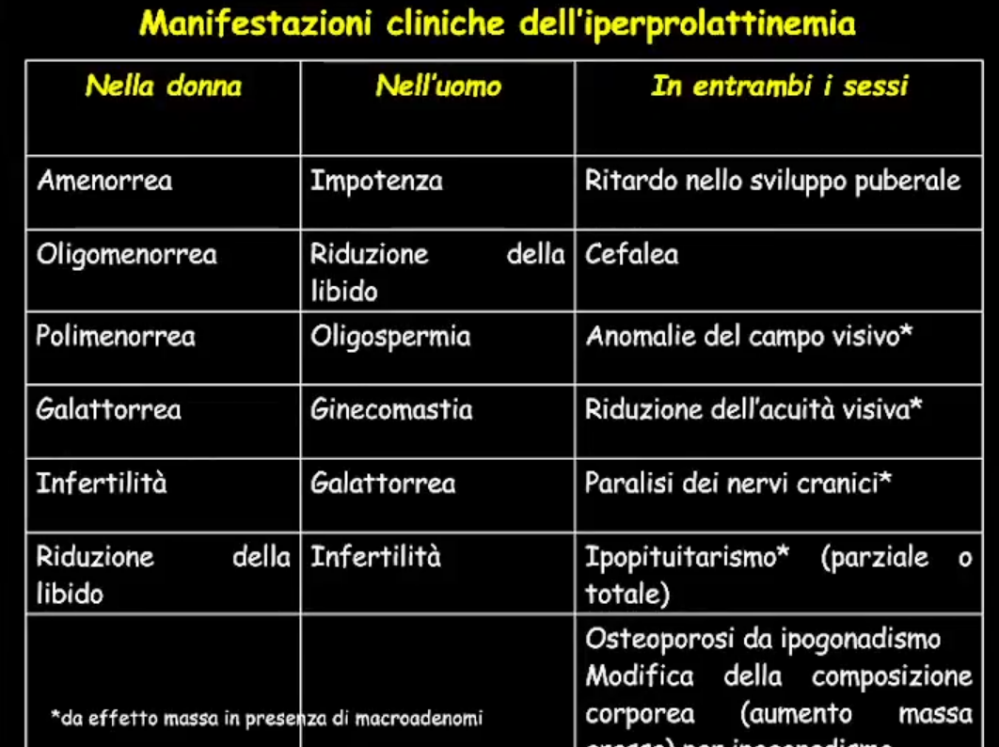 Manifestazioni cliniche dell'iperprolattinemia
Nella donna
Nell'uomo
In entrambi i sessi
Amenorrea
Impotenza
Ritardo nello sviluppo puberale
Oligomenorrea
Riduzione della
libido
Cefalea
Polimenorrea
Oligospermia
Anomalie del campo visivo*
Galattorrea
Ginecomastia
Riduzione dell'acuità visiva*
Infertilità
Galattorrea
Paralisi dei nervi cranici*
Riduzione della
libido
Infertilità
Ipopituitarismo* (parziale o
totale)
Osteoporosi da ipogonadismo
Modifica della composizione
corporea (aumento massa
*da effetto massa in presenza di macroadenomi